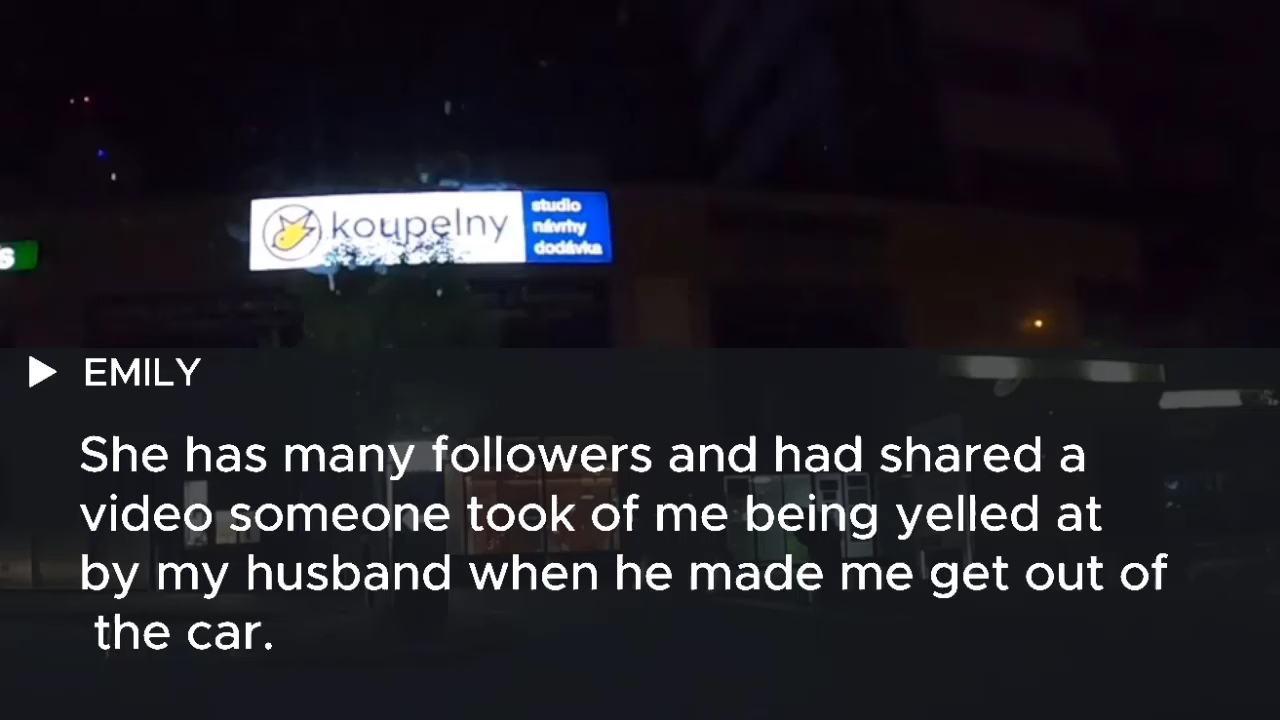 koupelny
studio
návrhy
dodávka
S
EMILY
She has many followers and had shared a
video someone took of me being yelled at
by my husband when he made me get out of
the car.